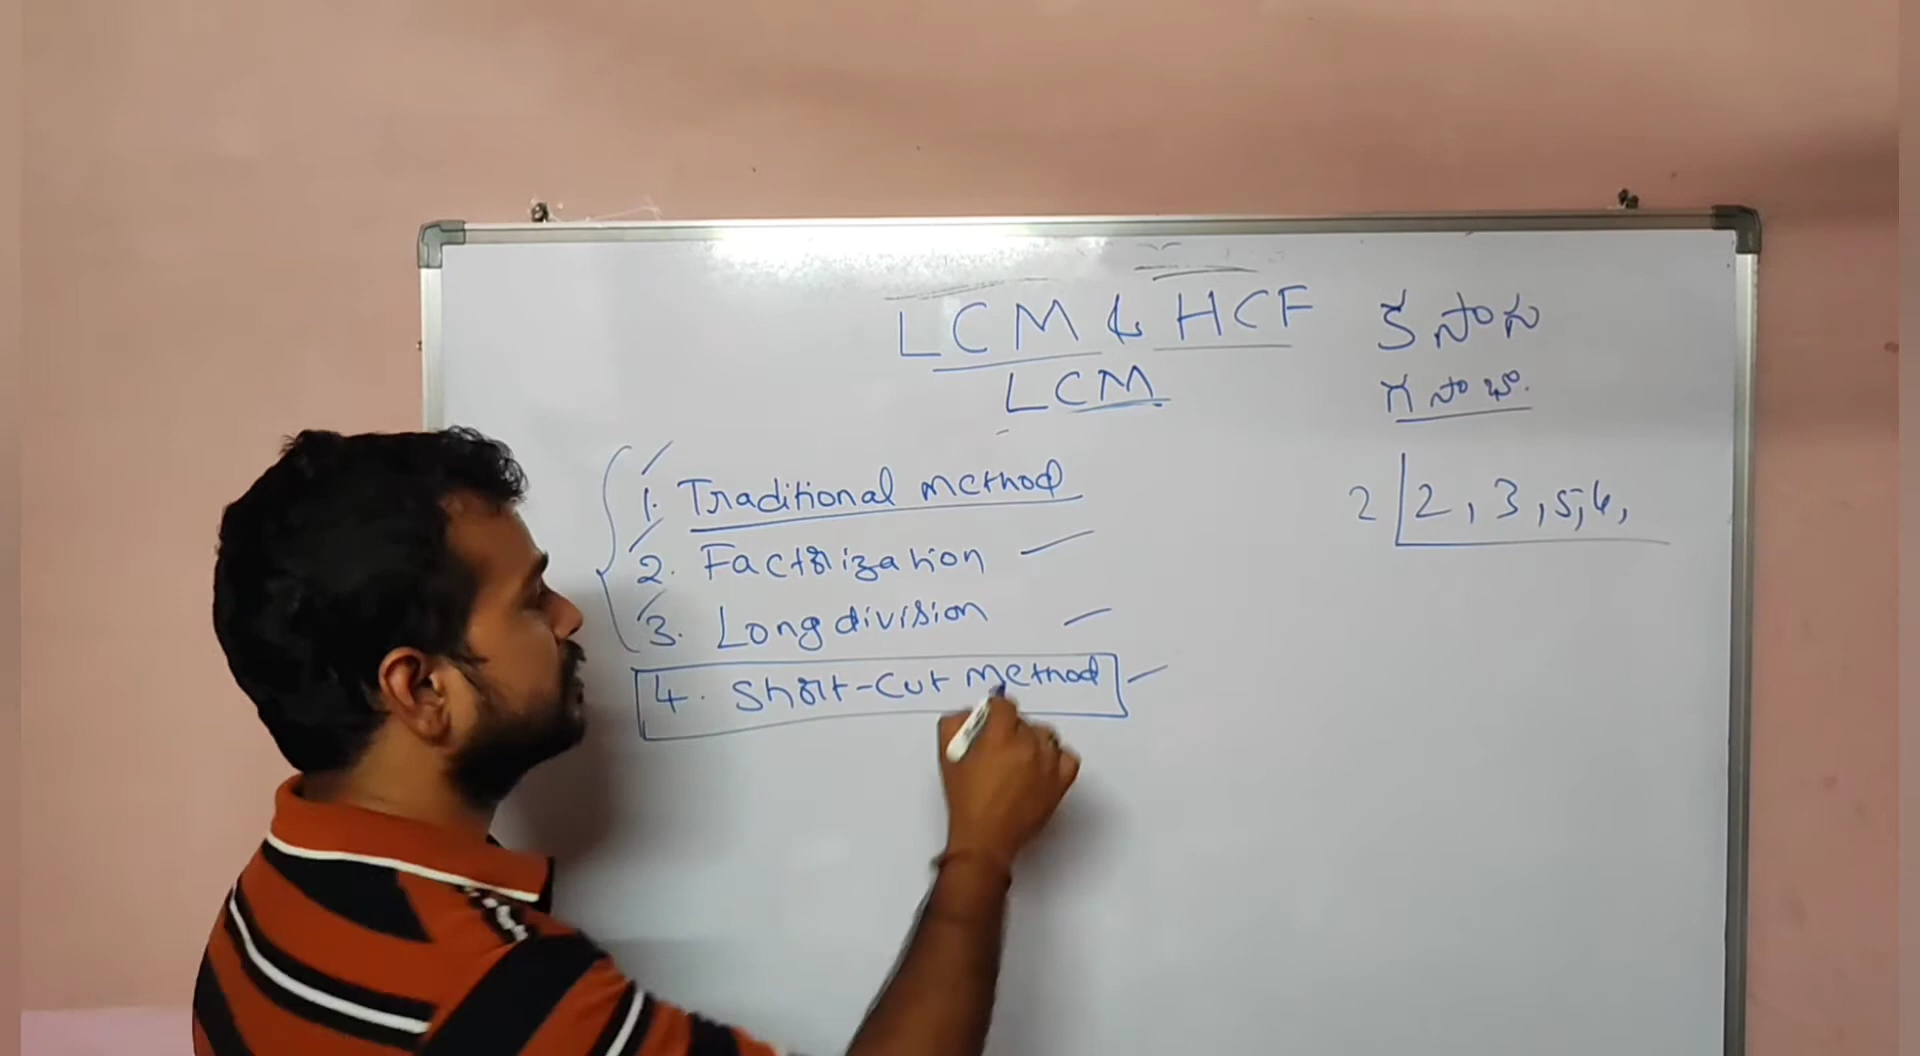 LCM & HCF
LCM
1. Traditional method
2. Factorization
3. Long division
4. Short-cut method
క సాగు
గ సాభా.
2 2, 3, 5, 6,